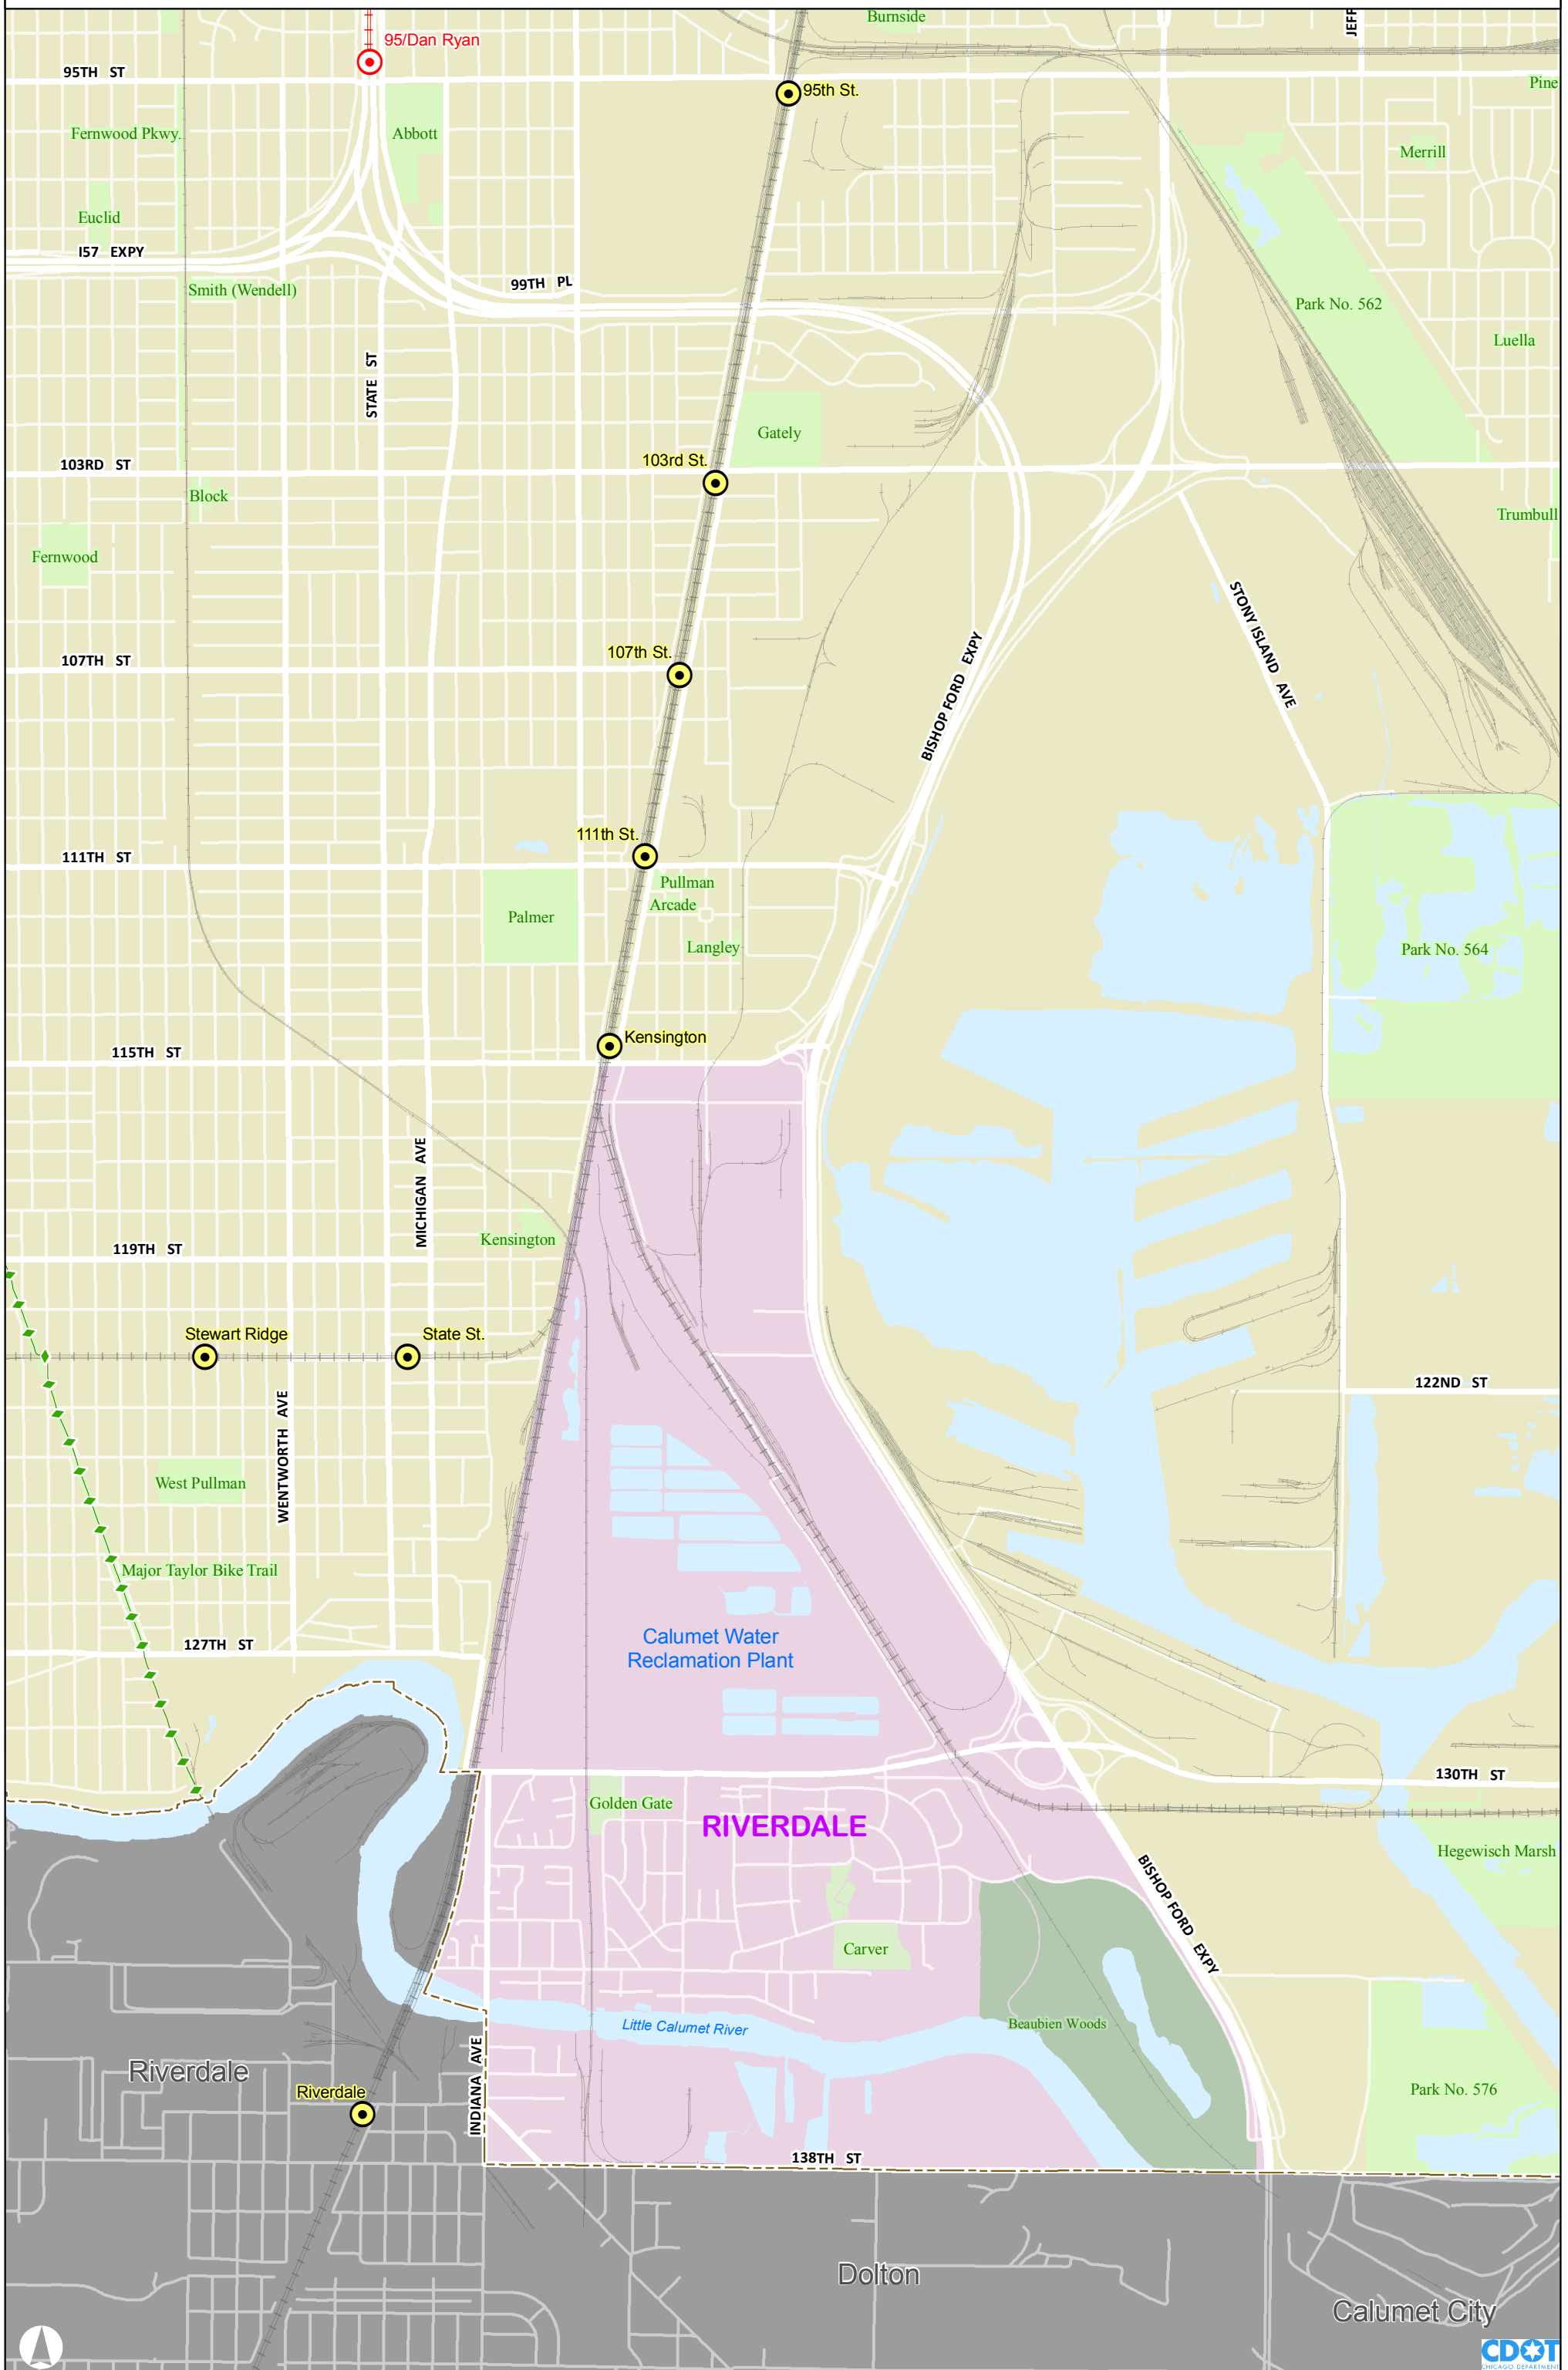 Burnside
JEFF
95/Dan Ryan
95TH ST
95th St.
Pine
Fernwood Pkwy.
Abbott
Merrill
Euclid
I57 EXPY
Smith (Wendell)
99TH PL
Park No. 562
Luella
STATE ST
Gately
103RD ST
103rd St.
Block
Trumbull
Fernwood
STONY ISLAND AVE
107TH ST
107th St.
BISHOP FORD EXPY
111th St.
111TH ST
Pullman
Arcade
Palmer
Langley
Park No. 564
Kensington
115TH ST
MICHIGAN AVE
Kensington
119TH ST
Stewart Ridge
State St.
122ND ST
WENTWORTH AVE
West Pullman
Major Taylor Bike Trail
127TH ST
Calumet Water
Reclamation Plant
130TH ST
Golden Gate
RIVERDALE
Hegewisch Marsh
BISHOP FORD EXPY
Carver
Little Calumet River
Beaubien Woods
Riverdale
INDIANA AVE
Riverdale
Park No. 576
138TH ST
Dolton
Calumet City
CDOT
CHICAGO DEPARTMENT